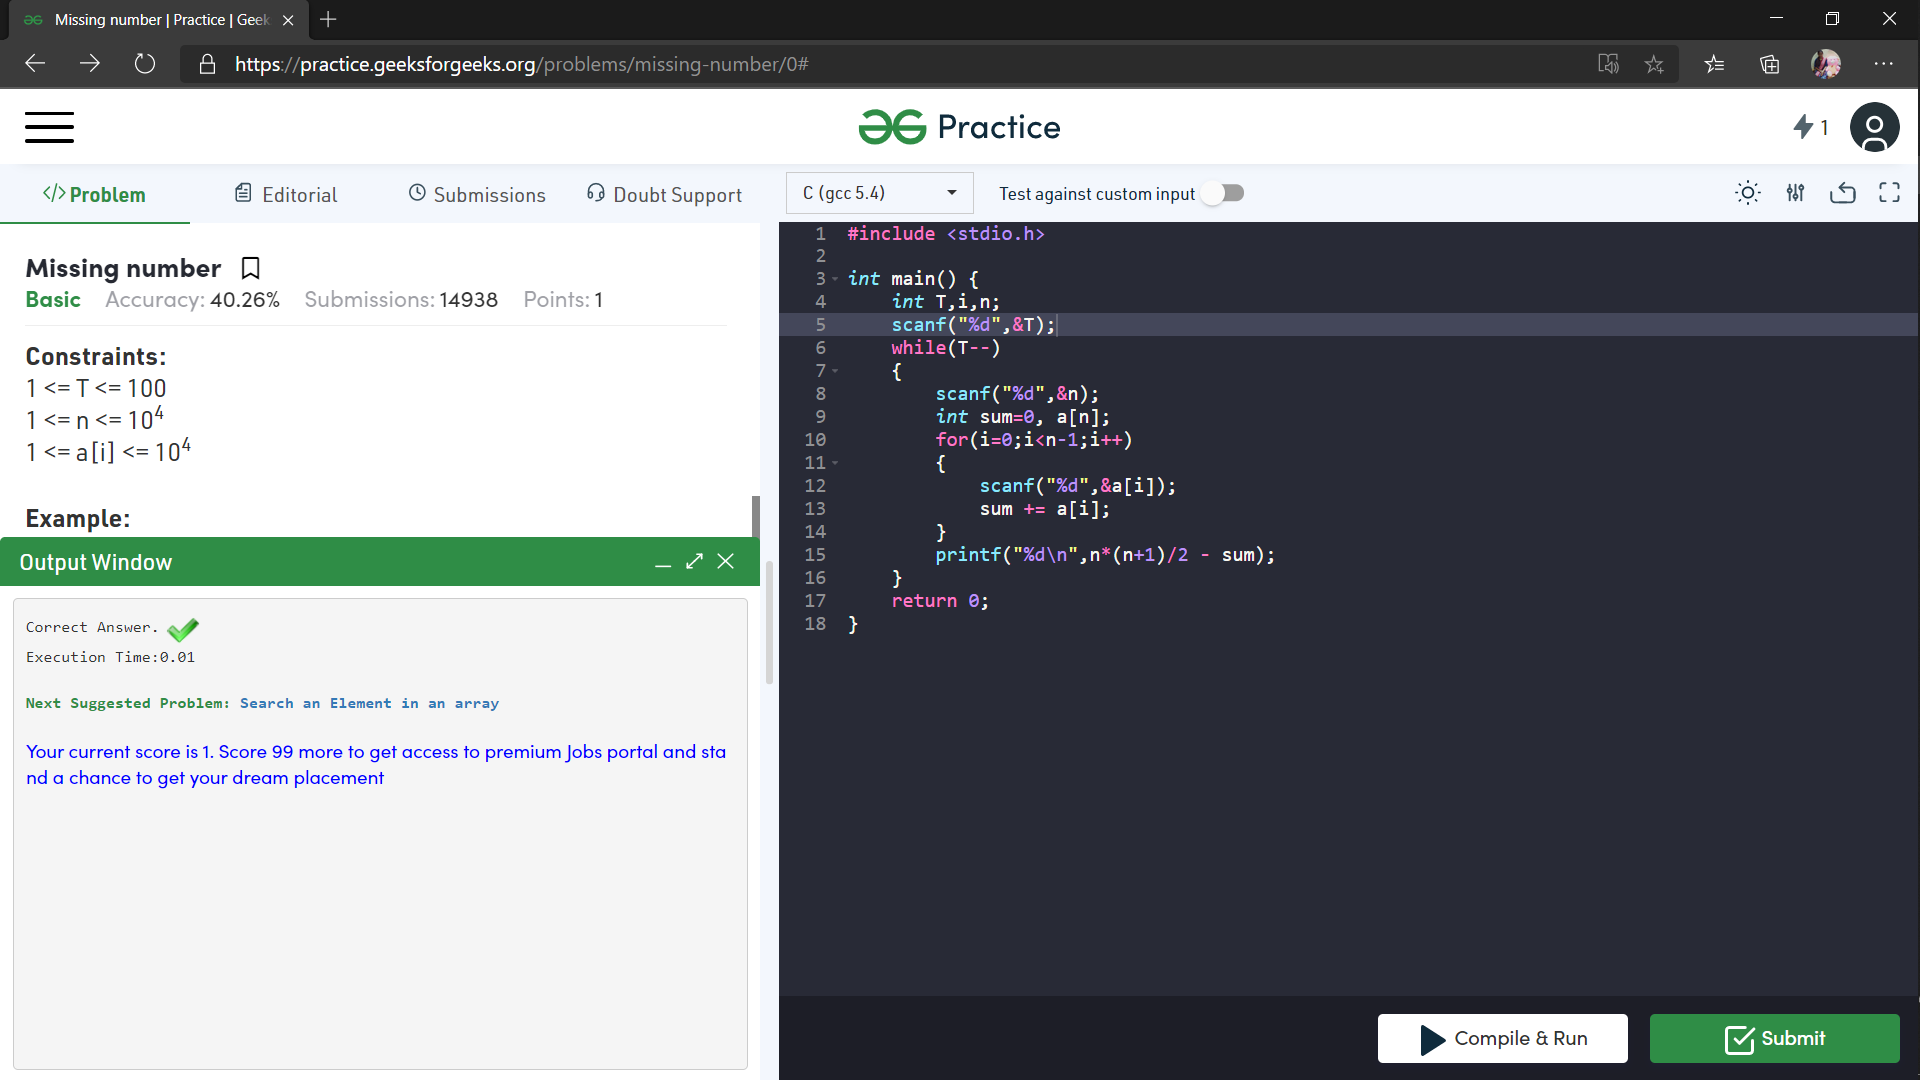 Missing number | Practice | Geek
https://practice.geeksforgeeks.org/problems/missing-number/0#
Practice
1
</> Problem
Editorial
Submissions
Doubt Support
C (gcc 5.4)
Test against custom input
Missing number
Basic Accuracy: 40.26% Submissions: 14938 Points: 1
Constraints:
1 <= T <= 100
1 <= n <= 10⁴
1 <= a[i] <= 10⁴
Example:
Output Window
Correct Answer.
Execution Time:0.01
Next Suggested Problem: Search an Element in an array
Your current score is 1. Score 99 more to get access to premium Jobs portal and sta
nd a chance to get your dream placement
1 #include <stdio.h>
2
3 int main() {
4     int T,i,n;
5     scanf("%d",&T);
6     while(T--)
7     {
8         scanf("%d",&n);
9         int sum=0, a[n];
10         for(i=0;i<n-1;i++)
11         {
12             scanf("%d",&a[i]);
13             sum += a[i];
14         }
15         printf("%d\n",n*(n+1)/2 - sum);
16     }
17     return 0;
18 }
Compile & Run
Submit